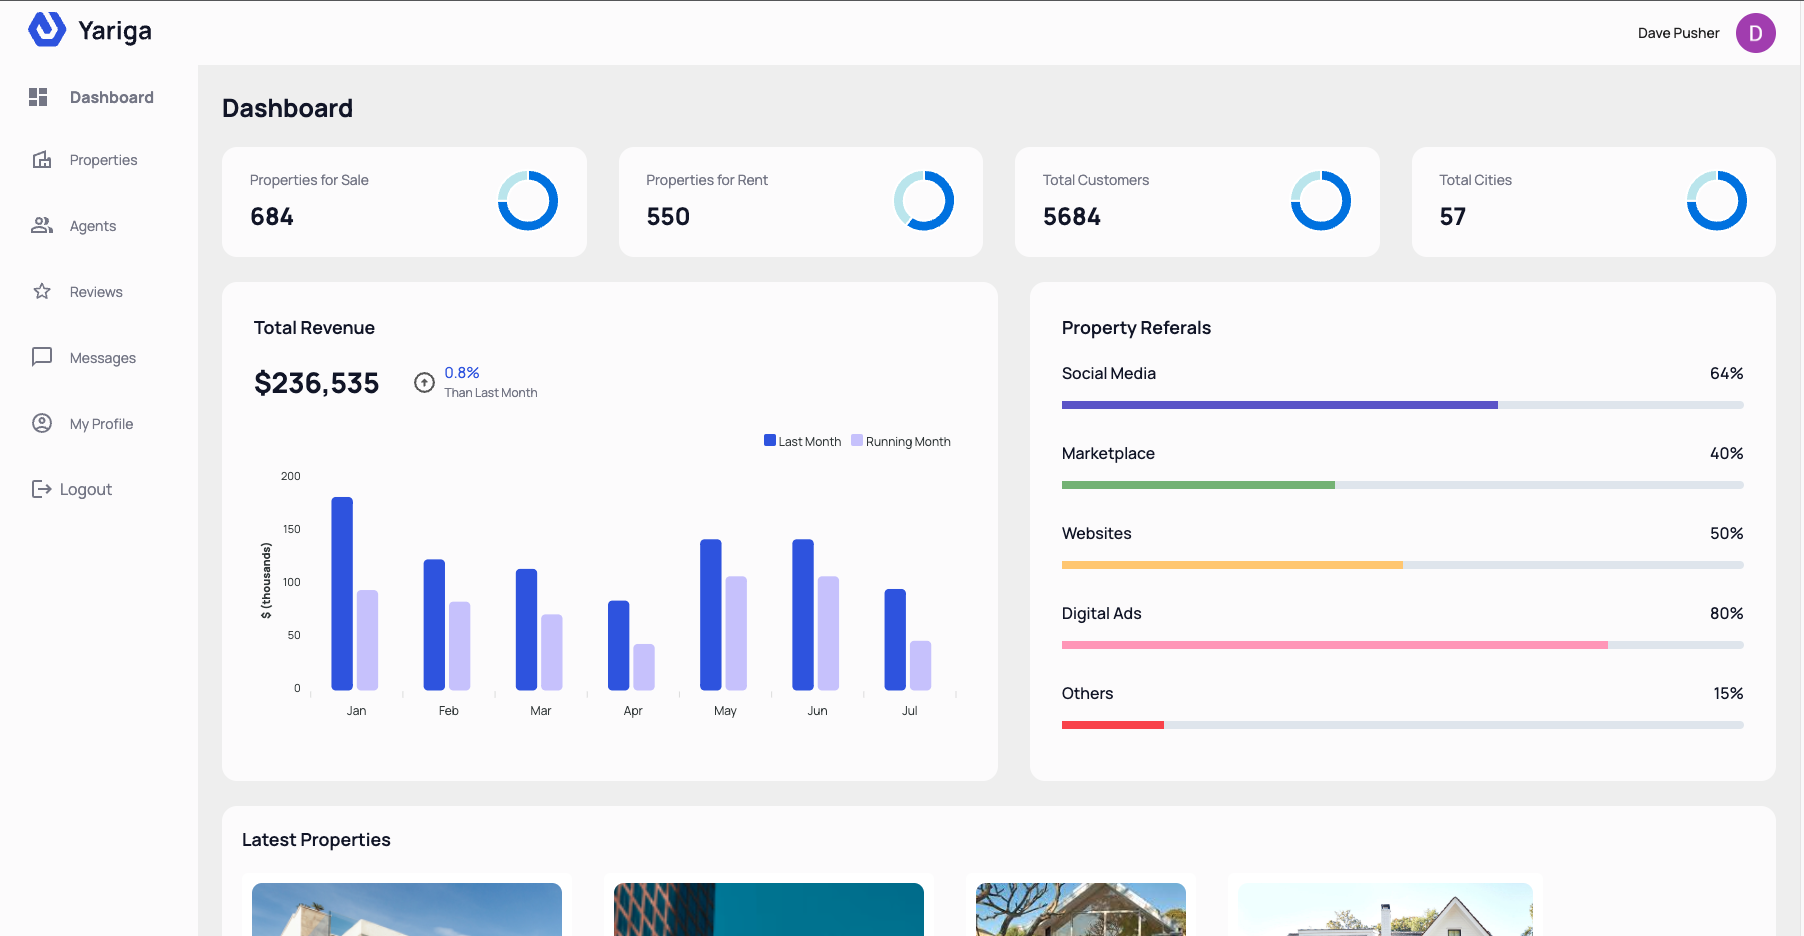 Yariga
Dave Pusher
D
Dashboard
Properties
Agents
Reviews
Messages
My Profile
Logout
Dashboard
Properties for Sale
684
Properties for Rent
550
Total Customers
5684
Total Cities
57
Total Revenue
$236,535
0.8%
Than Last Month
Last Month
Running Month
$ (thousands)
200
150
100
50
0
Jan
Feb
Mar
Apr
May
Jun
Jul
Property Referals
Social Media
64%
Marketplace
40%
Websites
50%
Digital Ads
80%
Others
15%
Latest Properties